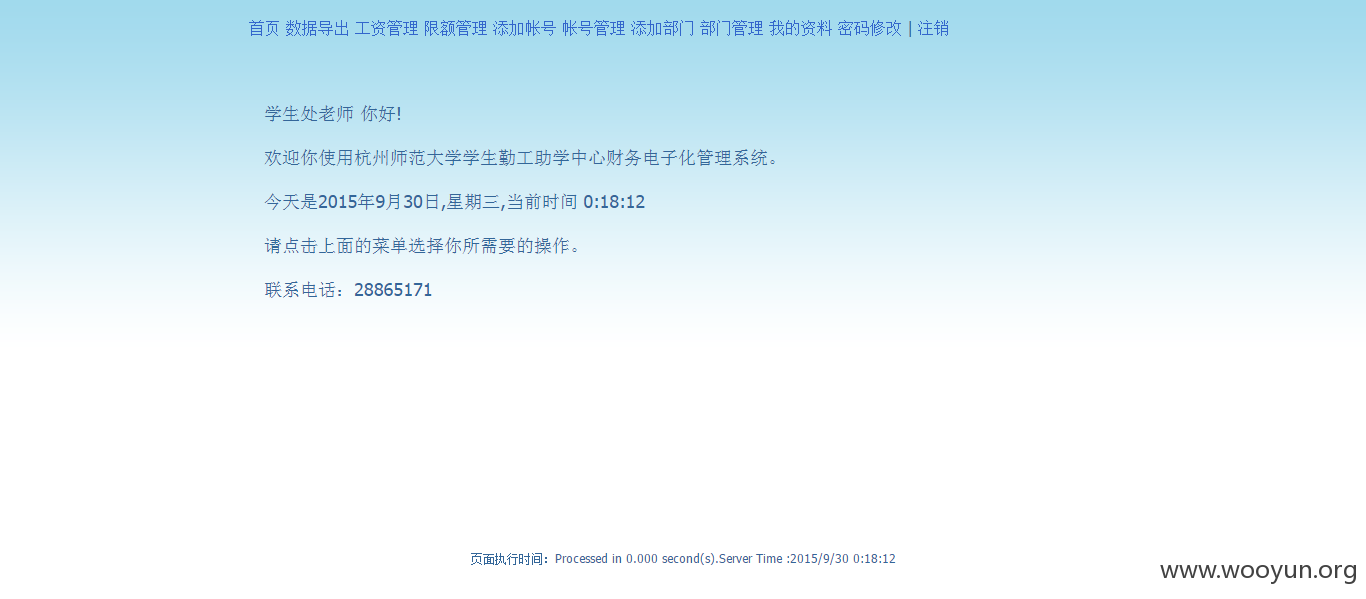 首页 数据导出 工资管理 限额管理 添加帐号 帐号管理 添加部门 部门管理 我的资料 密码修改 | 注销
学生处老师 你好!
欢迎你使用杭州师范大学学生勤工助学中心财务电子化管理系统。
今天是2015年9月30日,星期三,当前时间 0:18:12
请点击上面的菜单选择你所需要的操作。
联系电话：28865171
页面执行时间：Processed in 0.000 second(s).Server Time :2015/9/30 0:18:12
www.wooyun.org